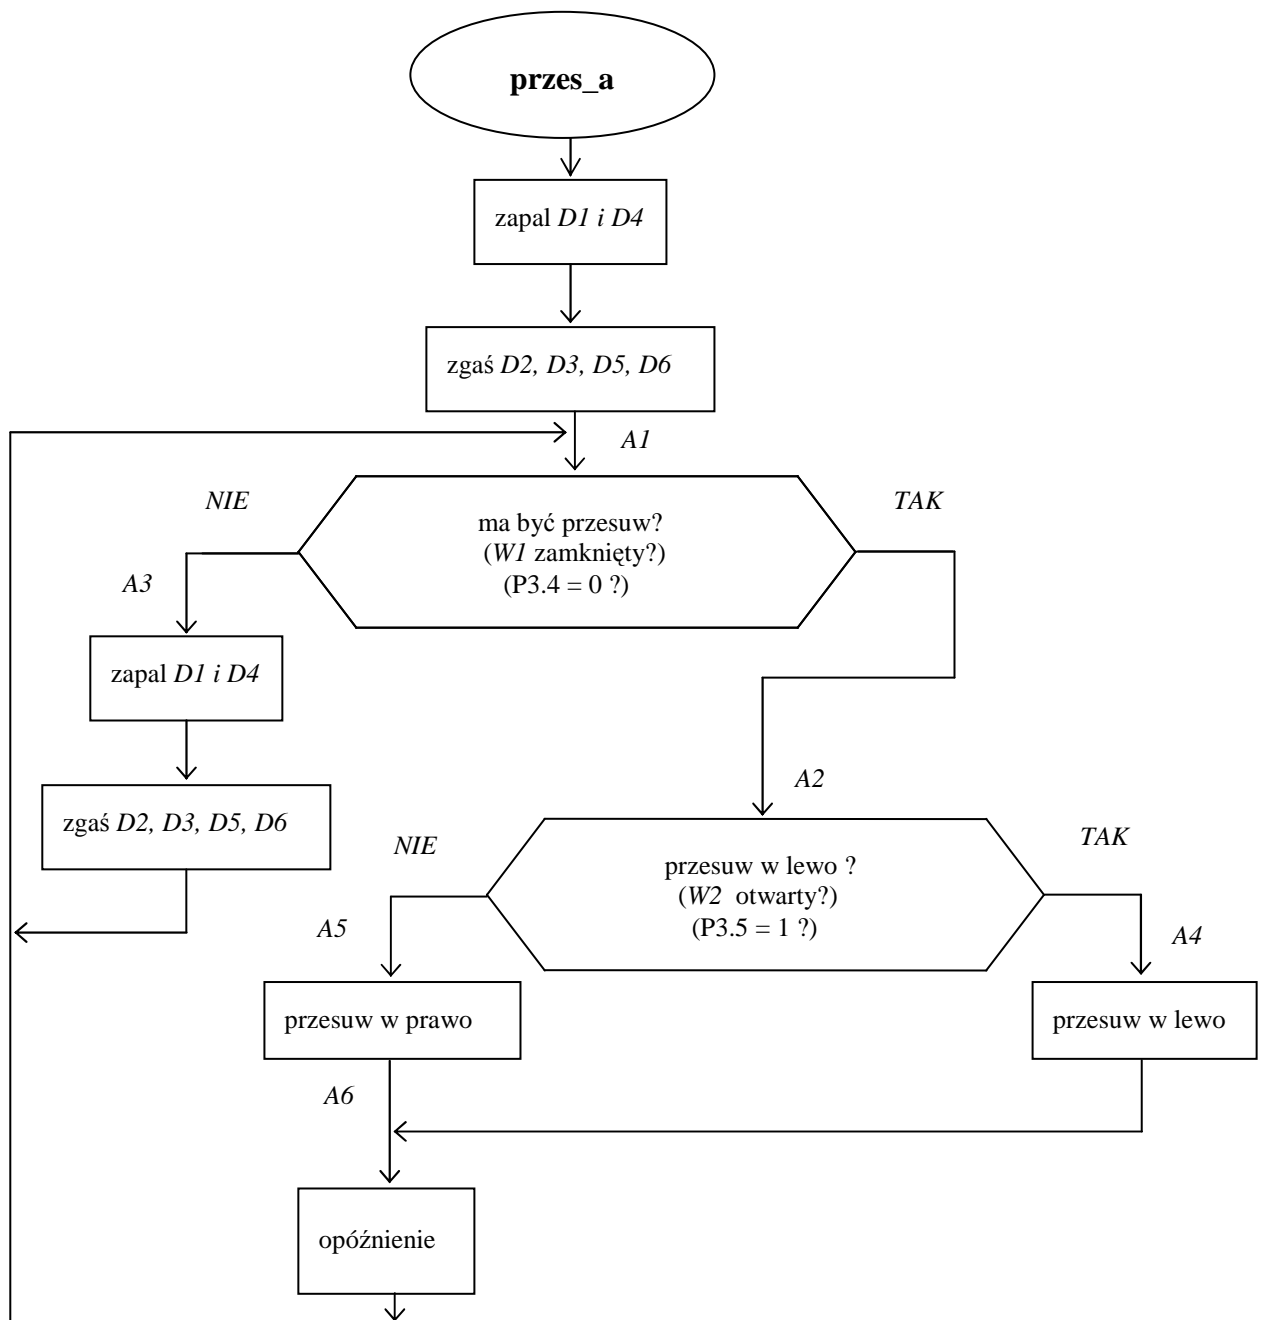 przes_a
zapal D1 i D4
zgaś D2, D3, D5, D6
A1
NIE
TAK
ma być przesuw?
(W1 zamknięty?)
(P3.4 = 0 ?)
A3
zapal D1 i D4
zgaś D2, D3, D5, D6
A2
NIE
TAK
przesuw w lewo ?
(W2 otwarty?)
(P3.5 = 1 ?)
A5
A4
przesuw w prawo
przesuw w lewo
A6
opóźnienie